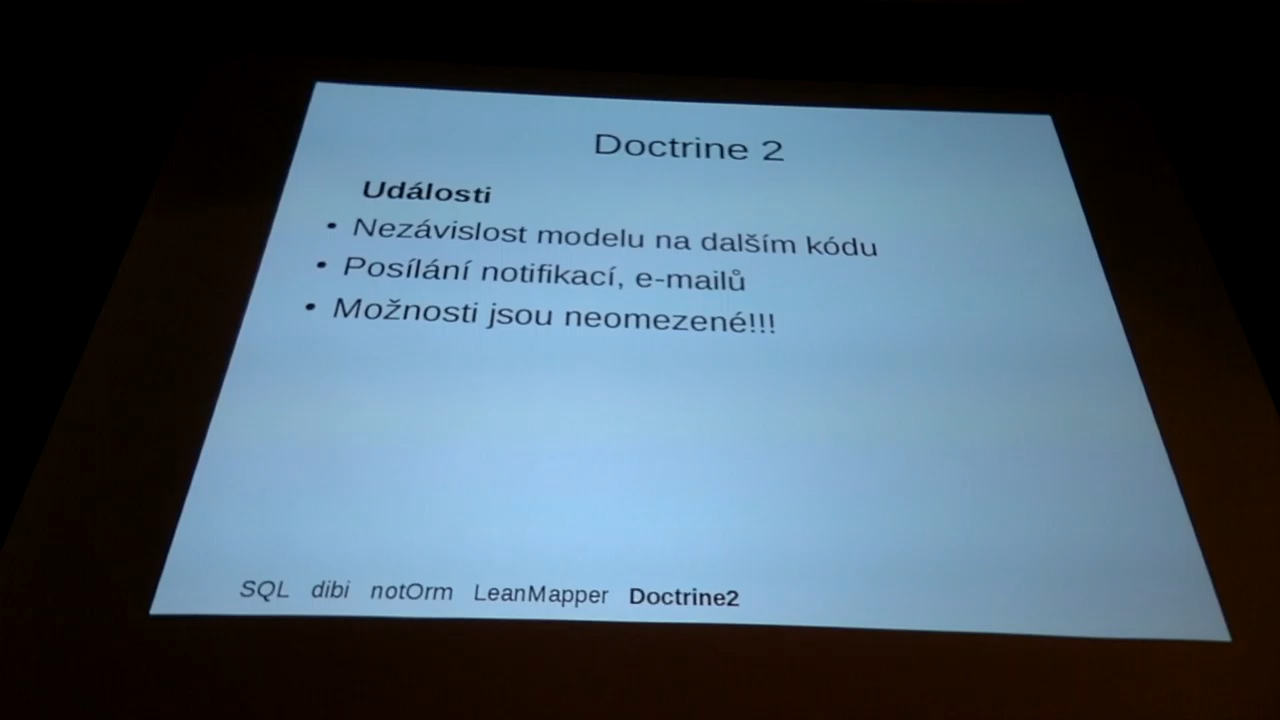 Doctrine 2
Události
• Nezávislost modelu na dalším kódu
• Posílání notifikací, e-mailů
• Možnosti jsou neomezené!!!
SQL dibi notOrm LeanMapper Doctrine2